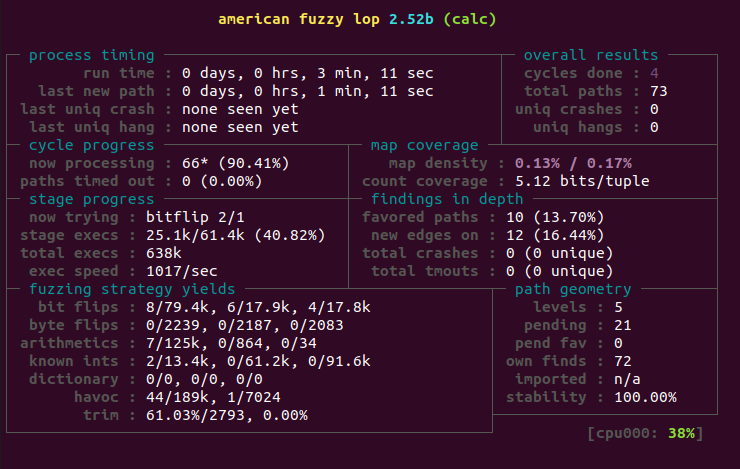 american fuzzy lop 2.52b (calc)
process timing overall results
run time : 0 days, 0 hrs, 3 min, 11 sec cycles done : 4
last new path : 0 days, 0 hrs, 1 min, 11 sec total paths : 73
last uniq crash : none seen yet uniq crashes : 0
last uniq hang : none seen yet uniq hangs : 0
cycle progress map coverage
now processing : 66* (90.41%) map density : 0.13% / 0.17%
paths timed out : 0 (0.00%) count coverage : 5.12 bits/tuple
stage progress findings in depth
now trying : bitflip 2/1 favored paths : 10 (13.70%)
stage execs : 25.1k/61.4k (40.82%) new edges on : 12 (16.44%)
total execs : 638k total crashes : 0 (0 unique)
exec speed : 1017/sec total tmouts : 0 (0 unique)
fuzzing strategy yields path geometry
bit flips : 8/79.4k, 6/17.9k, 4/17.8k levels : 5
byte flips : 0/2239, 0/2187, 0/2083 pending : 21
arithmetics : 7/125k, 0/864, 0/34 pend fav : 0
known ints : 2/13.4k, 0/61.2k, 0/91.6k own finds : 72
dictionary : 0/0, 0/0, 0/0 imported : n/a
havoc : 44/189k, 1/7024 stability : 100.00%
trim : 61.03%/2793, 0.00%
[cpu000: 38%]